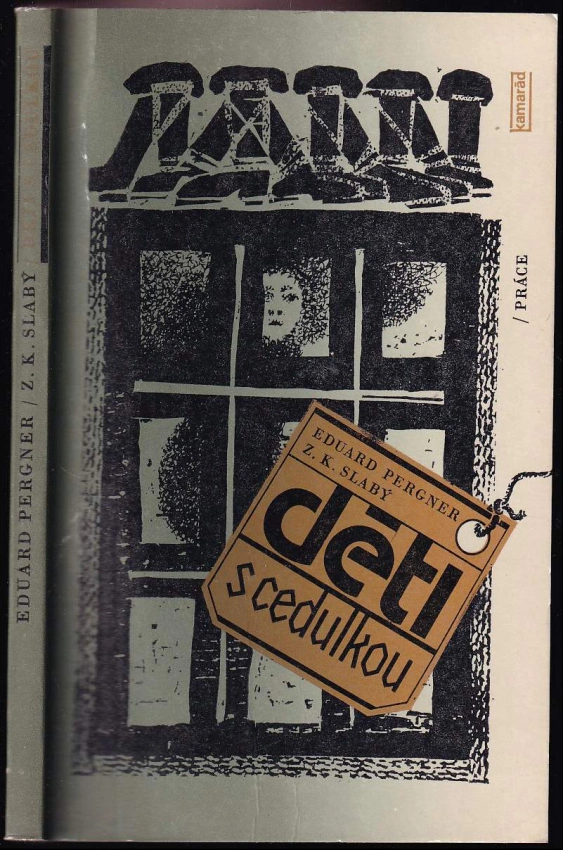 EDUARD PERGNER / Z. K. SLABÝ
kamarád
/ PRÁCE
EDUARD PERGNER
Z. K. SLABÝ
dětI
s cedulkou